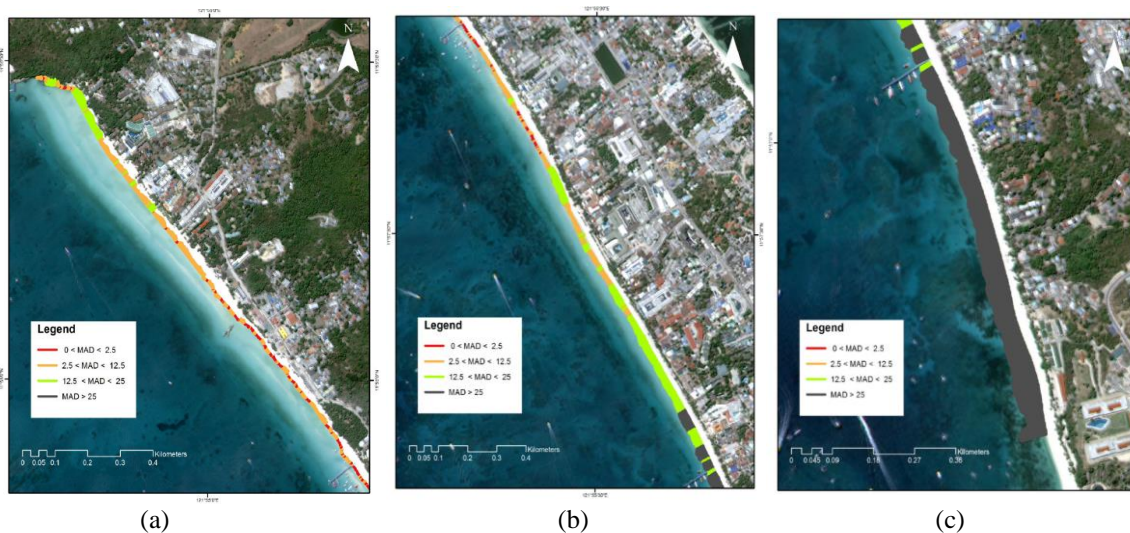 N
Legend
0 < MAD < 2.5
2.5 < MAD < 12.5
12.5 < MAD < 25
MAD > 25
Kilometers
0 0.05 0.1 0.2 0.3 0.4
(a)
N
Legend
0 < MAD < 2.5
2.5 < MAD < 12.5
12.5 < MAD < 25
MAD > 25
Kilometers
0 0.05 0.1 0.2 0.3 0.4
(b)
N
Legend
0 < MAD < 2.5
2.5 < MAD < 12.5
12.5 < MAD < 25
MAD > 25
Kilometers
0 0.045 0.09 0.18 0.27 0.36
(c)